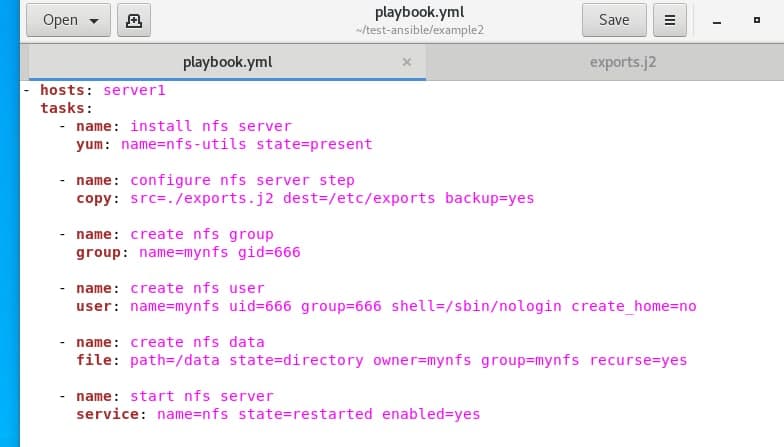 Open
playbook.yml
~/test-ansible/example2
Save
playbook.yml ×
exports.j2
- hosts: server1
  tasks:
    - name: install nfs server
      yum: name=nfs-utils state=present

    - name: configure nfs server step
      copy: src=./exports.j2 dest=/etc/exports backup=yes

    - name: create nfs group
      group: name=mynfs gid=666

    - name: create nfs user
      user: name=mynfs uid=666 group=666 shell=/sbin/nologin create_home=no

    - name: create nfs data
      file: path=/data state=directory owner=mynfs group=mynfs recurse=yes

    - name: start nfs server
      service: name=nfs state=restarted enabled=yes